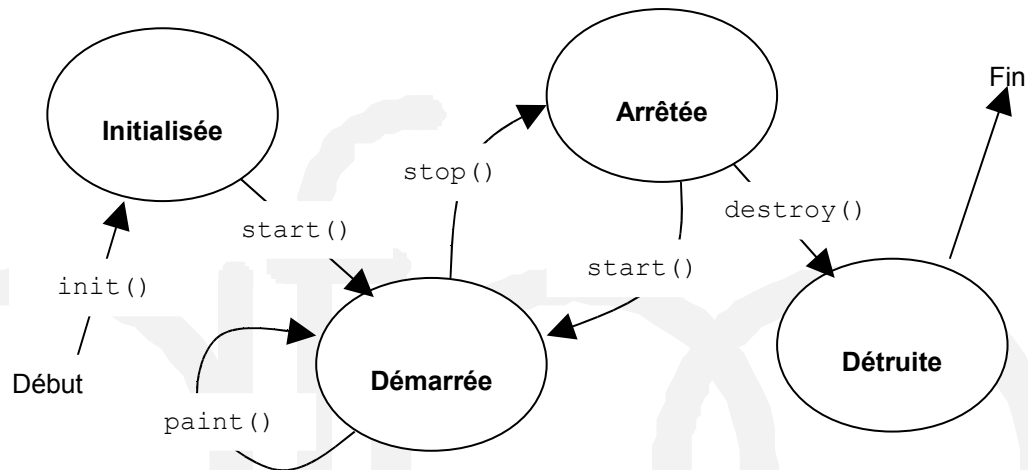 Fin
Arrêtée
Initialisée
stop()
destroy()
start()
start()
init()
Détruite
Démarrée
Début
paint()